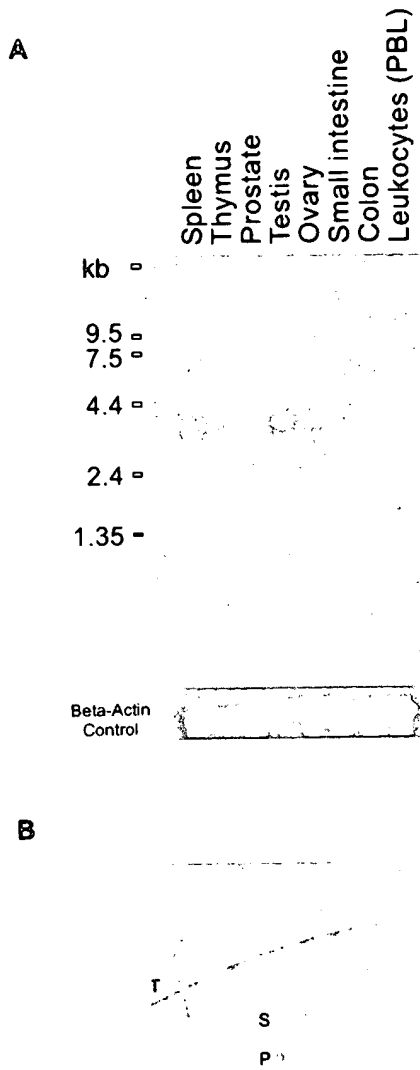 A
Spleen
Thymus
Prostate
Testis
Ovary
Small intestine
Colon
Leukocytes (PBL)
kb
9.5
7.5
4.4
2.4
1.35
Beta-Actin
Control
B
T
S
P